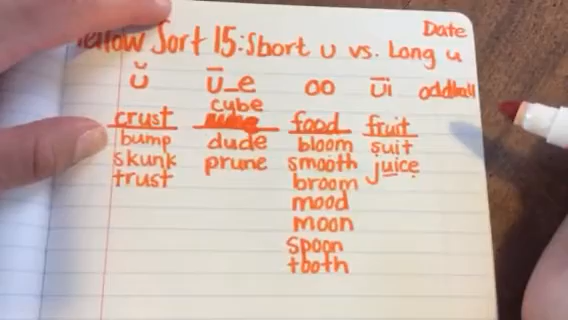 Yellow Sort 15: Short u vs. Long u
Date
ŭ ū_e oo ūi oddball
cube
crust food fruit
bump dude bloom suit
skunk prune smooth juice
trust broom
mood
moon
spoon
tooth